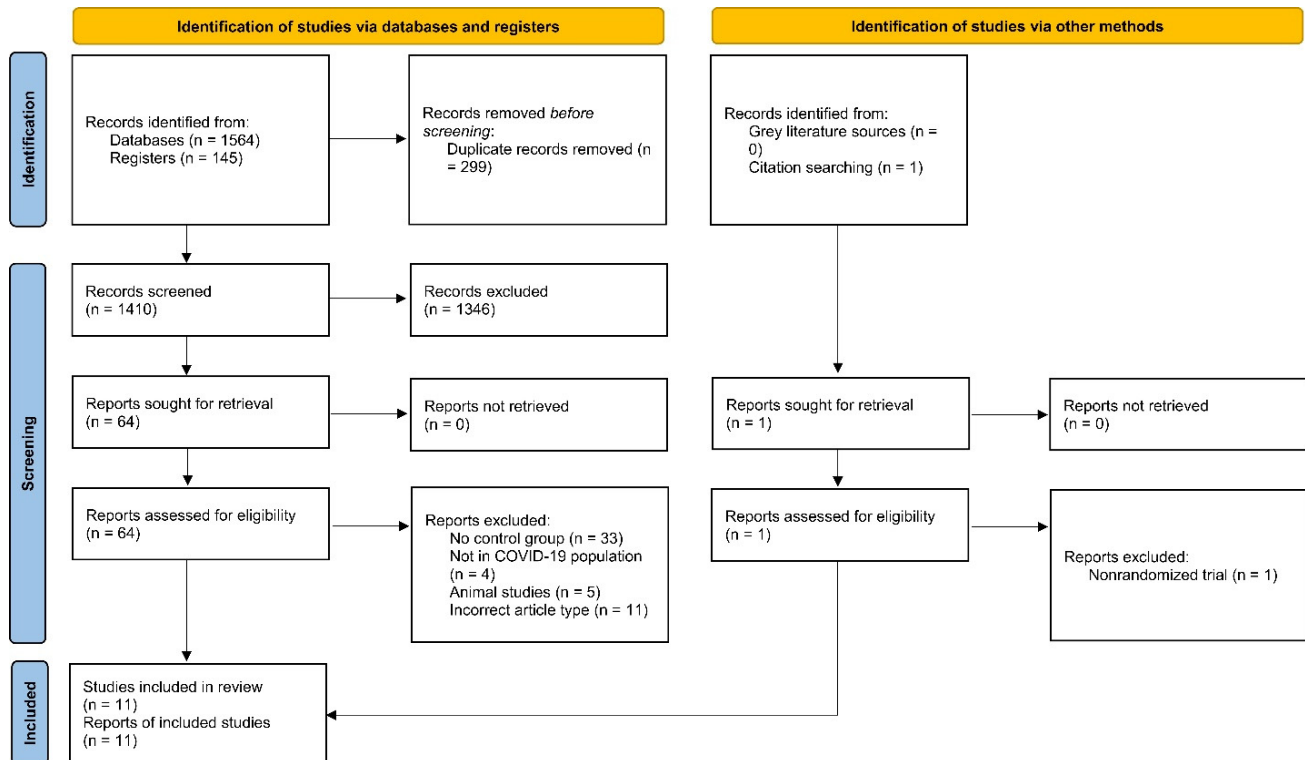 Identification of studies via databases and registers
Identification of studies via other methods
Identification
Records identified from:
Databases (n = 1564)
Registers (n = 145)
Records removed before
screening:
Duplicate records removed (n
= 299)
Records identified from:
Grey literature sources (n =
0)
Citation searching (n = 1)
Screening
Records screened
(n = 1410)
Records excluded
(n = 1346)
Reports sought for retrieval
(n = 64)
Reports not retrieved
(n = 0)
Reports sought for retrieval
(n = 1)
Reports not retrieved
(n = 0)
Reports assessed for eligibility
(n = 64)
Reports excluded:
No control group (n = 33)
Not in COVID-19 population
(n = 4)
Animal studies (n = 5)
Incorrect article type (n = 11)
Reports assessed for eligibility
(n = 1)
Reports excluded:
Nonrandomized trial (n = 1)
Included
Studies included in review
(n = 11)
Reports of included studies
(n = 11)